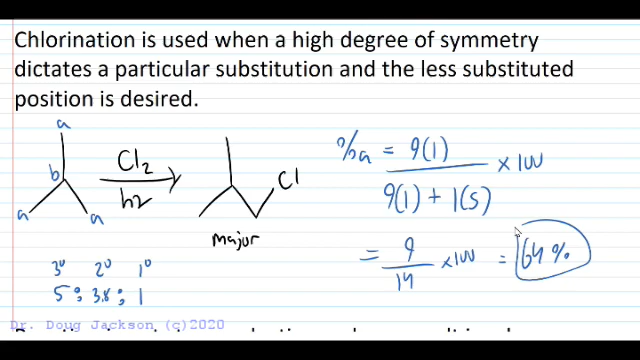 Chlorination is used when a high degree of symmetry
dictates a particular substitution and the less substituted
position is desired.
a
b
a
a
Cl2
hν
Cl
major
%a = 9(1) / 9(1) + 1(5) × 100
= 9 / 14 × 100 = 64%
3° 2° 1°
5 : 3.8 : 1
Dr. Doug Jackson (c)2020